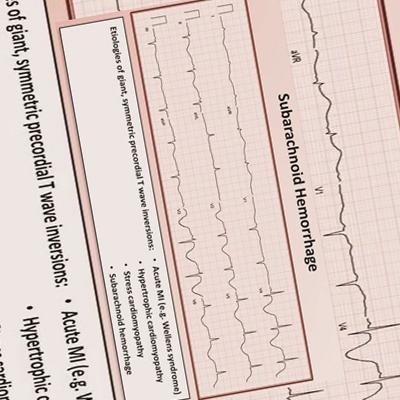 Subarachnoid Hemorrhage
aVR
V1
V4
Etiologies of giant, symmetric precordial T wave inversions:
• Acute MI (e.g. Wellens syndrome)
• Hypertrophic cardiomyopathy
• Stress cardiomyopathy
• Subarachnoid hemorrhage
s of giant, symmetric precordial T wave inversions:
• Acute MI (e.g. W
• Hypertrophic c